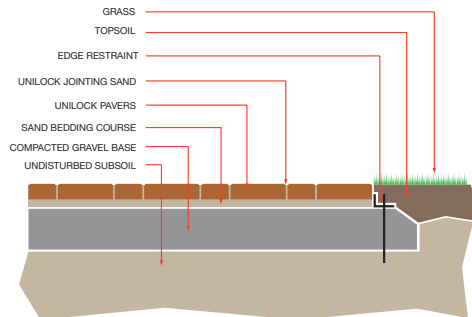 GRASS
TOPSOIL
EDGE RESTRAINT
UNILOCK JOINTING SAND
UNILOCK PAVERS
SAND BEDDING COURSE
COMPACTED GRAVEL BASE
UNDISTURBED SUBSOIL